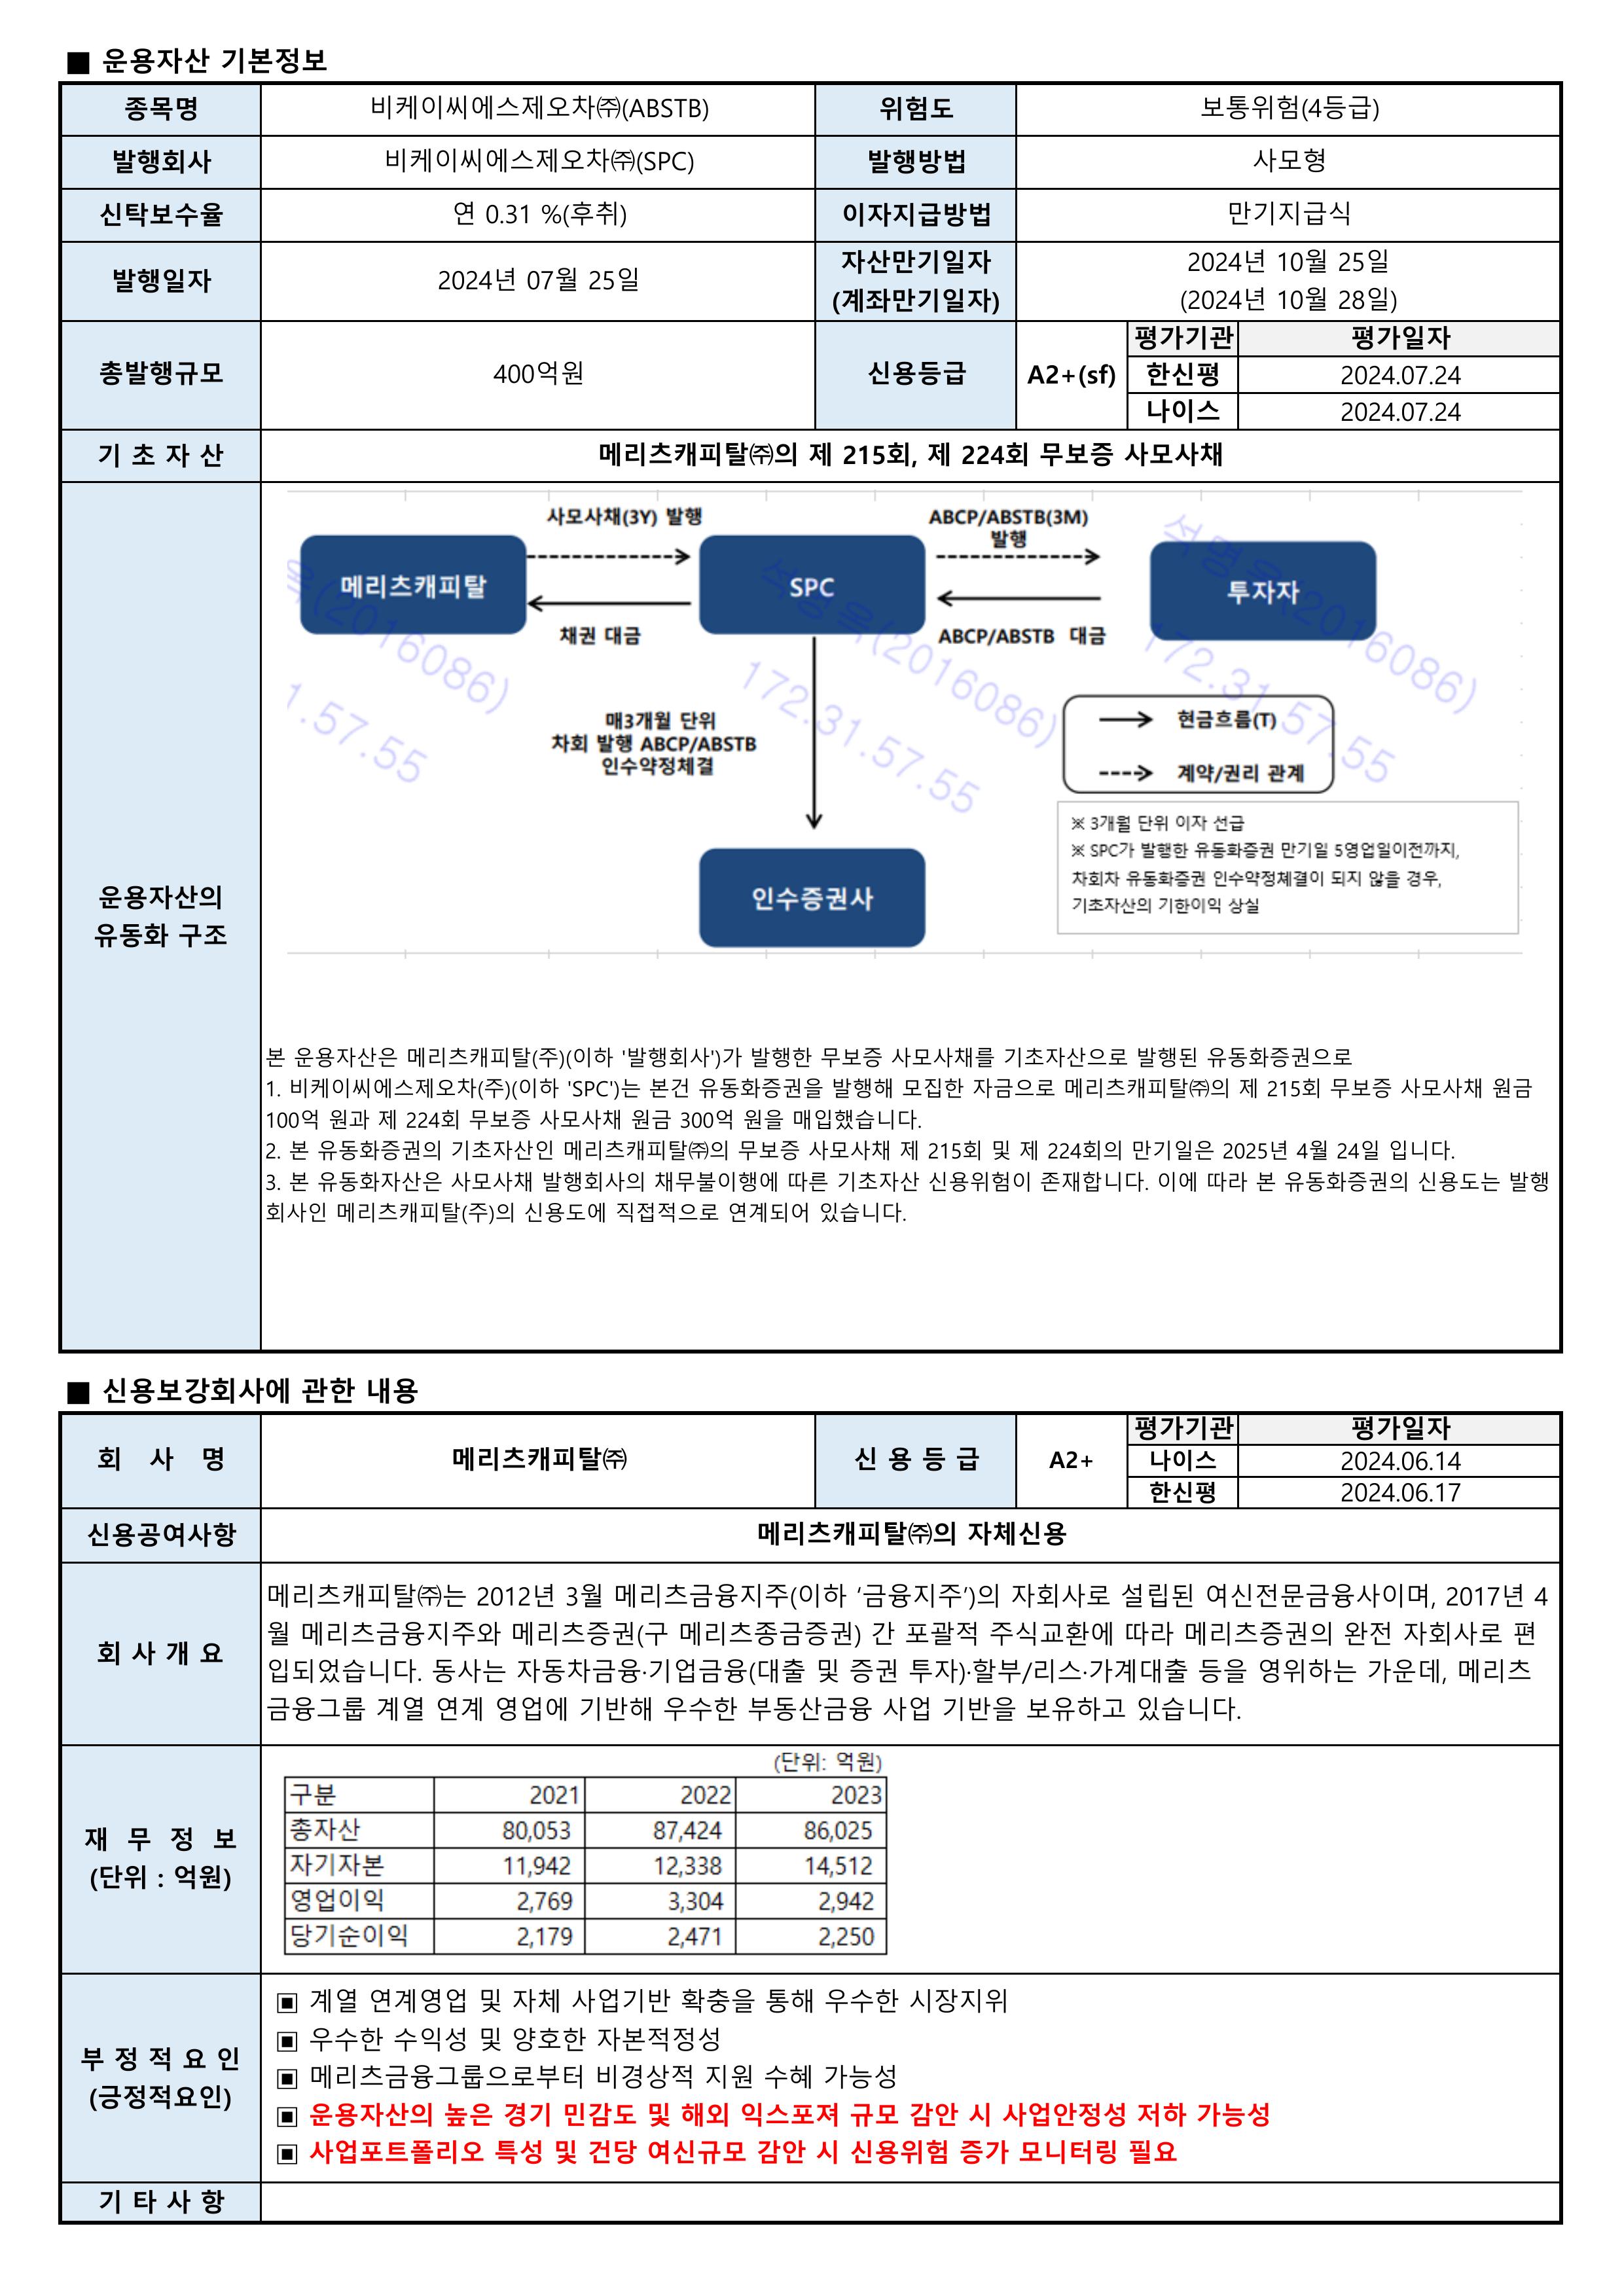 ■ 운용자산 기본정보
종목명 비케이씨에스제오차㈜(ABSTB) 위험도 보통위험(4등급)
발행회사 비케이씨에스제오차㈜(SPC) 발행방법 사모형
신탁보수율 연 0.31 %(후취) 이자지급방법 만기지급식
발행일자 2024년 07월 25일 자산만기일자 2024년 10월 25일
(계좌만기일자) (2024년 10월 28일)
총발행규모 400억원 신용등급 A2+(sf) 평가기관 평가일자
한신평 2024.07.24
나이스 2024.07.24
기 초 자 산 메리츠캐피탈㈜의 제 215회, 제 224회 무보증 사모사채
운용자산의
유동화 구조
사모사채(3Y) 발행
ABCP/ABSTB(3M)
발행
메리츠캐피탈
SPC
투자자
채권 대금
ABCP/ABSTB 대금
매3개월 단위
차회 발행 ABCP/ABSTB
인수약정체결
현금흐름(T)
계약/권리 관계
※ 3개월 단위 이자 선급
※ SPC가 발행한 유동화증권 만기일 5영업일이전까지,
차회차 유동화증권 인수약정체결이 되지 않을 경우,
기초자산의 기한이익 상실
인수증권사
(2016086)
1.57.55
(2016086)
172.31.57.55
2016086)
172.31.57.55
본 운용자산은 메리츠캐피탈(주)(이하 '발행회사')가 발행한 무보증 사모사채를 기초자산으로 발행된 유동화증권으로
1. 비케이씨에스제오차(주)(이하 'SPC')는 본건 유동화증권을 발행해 모집한 자금으로 메리츠캐피탈㈜의 제 215회 무보증 사모사채 원금
100억 원과 제 224회 무보증 사모사채 원금 300억 원을 매입했습니다.
2. 본 유동화증권의 기초자산인 메리츠캐피탈㈜의 무보증 사모사채 제 215회 및 제 224회의 만기일은 2025년 4월 24일 입니다.
3. 본 유동화자산은 사모사채 발행회사의 채무불이행에 따른 기초자산 신용위험이 존재합니다. 이에 따라 본 유동화증권의 신용도는 발행
회사인 메리츠캐피탈(주)의 신용도에 직접적으로 연계되어 있습니다.
■ 신용보강회사에 관한 내용
회 사 명 메리츠캐피탈㈜ 신 용 등 급 A2+ 평가기관 평가일자
나이스 2024.06.14
한신평 2024.06.17
신용공여사항 메리츠캐피탈㈜의 자체신용
회 사 개 요
메리츠캐피탈㈜는 2012년 3월 메리츠금융지주(이하 ‘금융지주’)의 자회사로 설립된 여신전문금융사이며, 2017년 4
월 메리츠금융지주와 메리츠증권(구 메리츠종금증권) 간 포괄적 주식교환에 따라 메리츠증권의 완전 자회사로 편
입되었습니다. 동사는 자동차금융·기업금융(대출 및 증권 투자)·할부/리스·가계대출 등을 영위하는 가운데, 메리츠
금융그룹 계열 연계 영업에 기반해 우수한 부동산금융 사업 기반을 보유하고 있습니다.
재 무 정 보
(단위 : 억원)
(단위: 억원)
구분 2021 2022 2023
총자산 80,053 87,424 86,025
자기자본 11,942 12,338 14,512
영업이익 2,769 3,304 2,942
당기순이익 2,179 2,471 2,250
부 정 적 요 인
(긍정적요인)
▣ 계열 연계영업 및 자체 사업기반 확충을 통해 우수한 시장지위
▣ 우수한 수익성 및 양호한 자본적정성
▣ 메리츠금융그룹으로부터 비경상적 지원 수혜 가능성
▣ 운용자산의 높은 경기 민감도 및 해외 익스포져 규모 감안 시 사업안정성 저하 가능성
▣ 사업포트폴리오 특성 및 건당 여신규모 감안 시 신용위험 증가 모니터링 필요
기 타 사 항